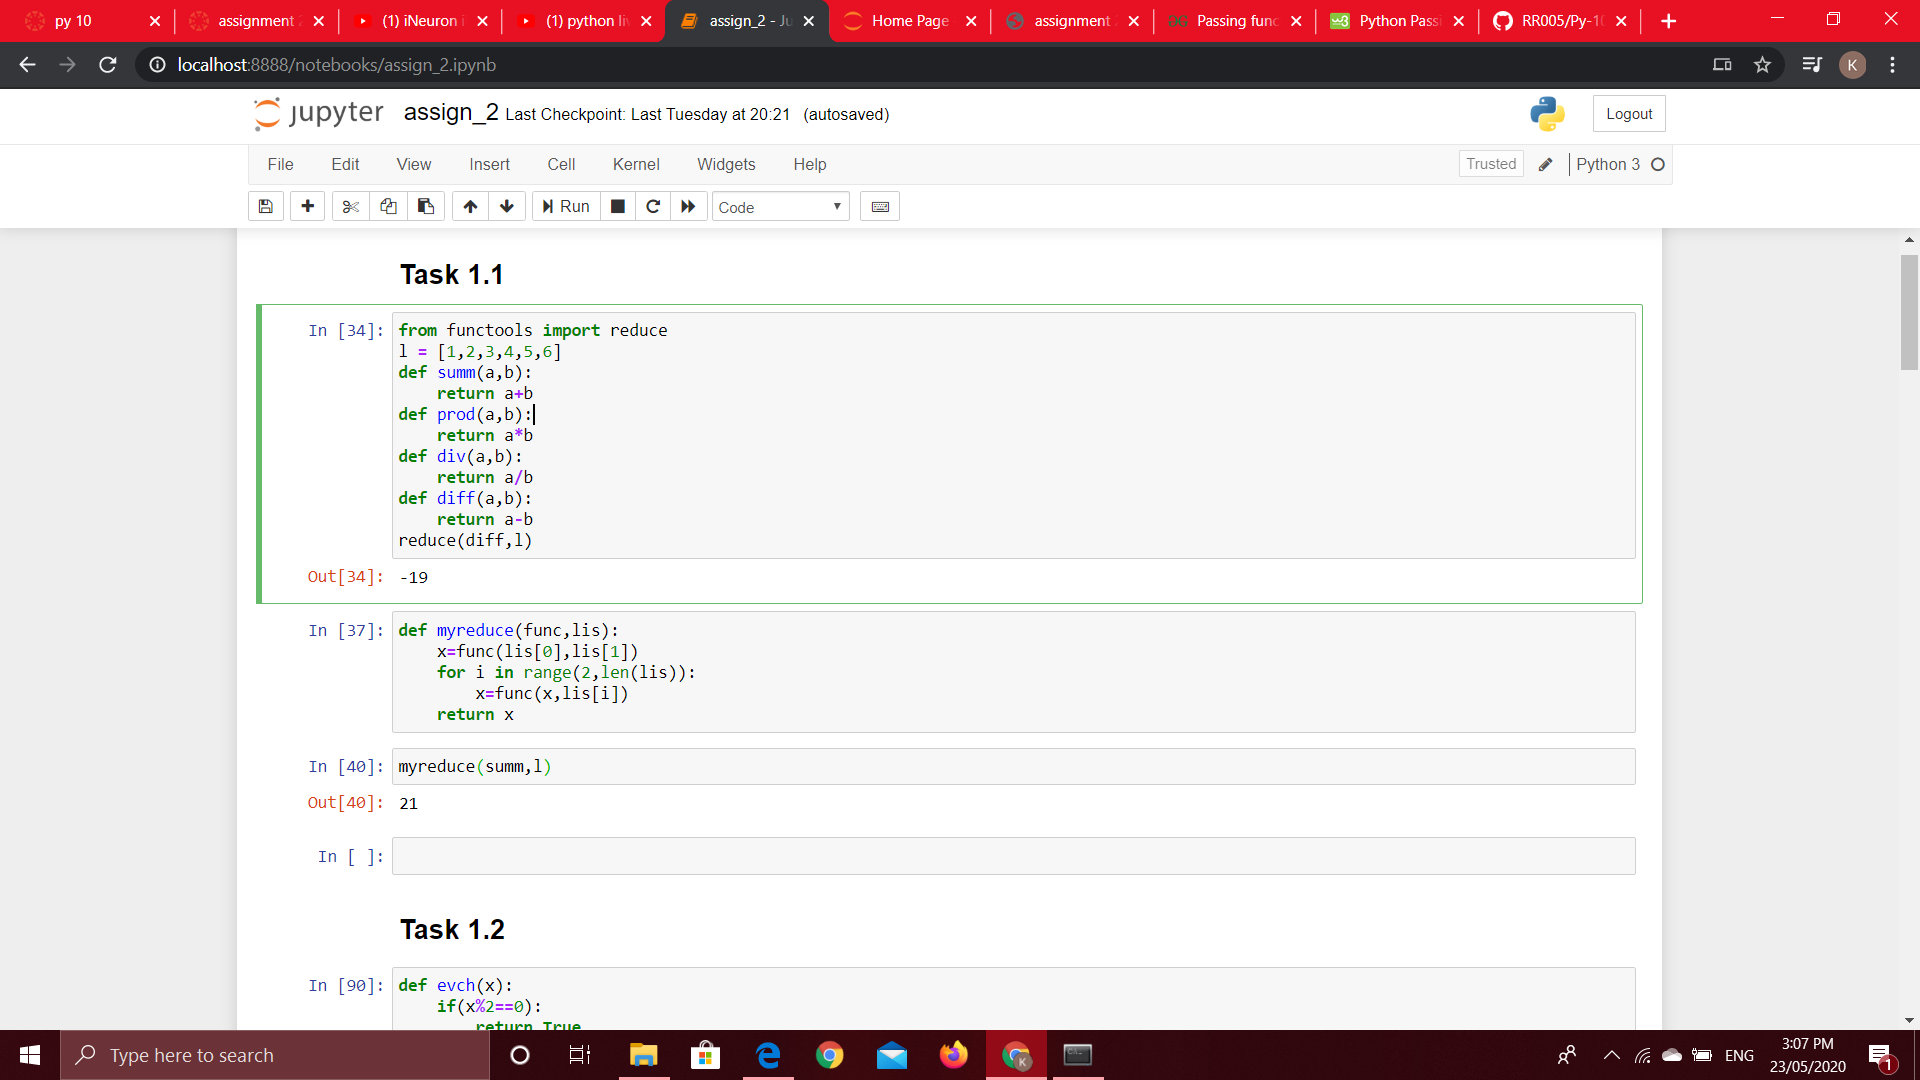 py 10
assignment 2
(1) iNeuron i
(1) python li
assign_2 - Ju
Home Page
assignment
Passing func
Python Pass
RR005/Py-10
localhost:8888/notebooks/assign_2.ipynb
K
jupyter assign_2 Last Checkpoint: Last Tuesday at 20:21 (autosaved)
Logout
File Edit View Insert Cell Kernel Widgets Help
Trusted Python 3
Run Code
Task 1.1
In [34]: from functools import reduce
l = [1,2,3,4,5,6]
def summ(a,b):
    return a+b
def prod(a,b):
    return a*b
def div(a,b):
    return a/b
def diff(a,b):
    return a-b
reduce(diff,l)
Out[34]: -19
In [37]: def myreduce(func,lis):
    x=func(lis[0],lis[1])
    for i in range(2,len(lis)):
        x=func(x,lis[i])
    return x
In [40]: myreduce(summ,l)
Out[40]: 21
In [ ]:
Task 1.2
In [90]: def evch(x):
    if(x%2==0):
        return True
Type here to search
ENG
3:07 PM
23/05/2020
1